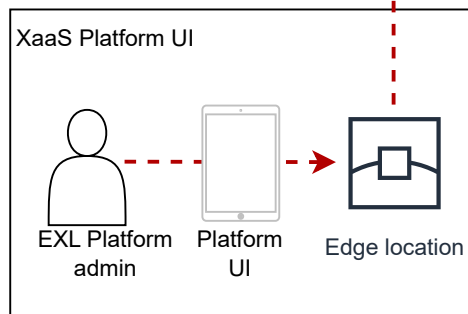 XaaS Platform UI
EXL Platform
admin
Platform
UI
Edge location